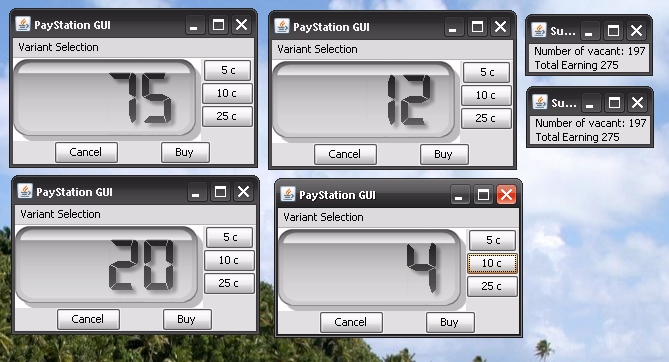 PayStation GUI
Variant Selection
75
5 c
10 c
25 c
Cancel
Buy
PayStation GUI
Variant Selection
12
5 c
10 c
25 c
Cancel
Buy
Su...
Number of vacant: 197
Total Earning 275
Su...
Number of vacant: 197
Total Earning 275
PayStation GUI
Variant Selection
20
5 c
10 c
25 c
Cancel
Buy
PayStation GUI
Variant Selection
4
5 c
10 c
25 c
Cancel
Buy